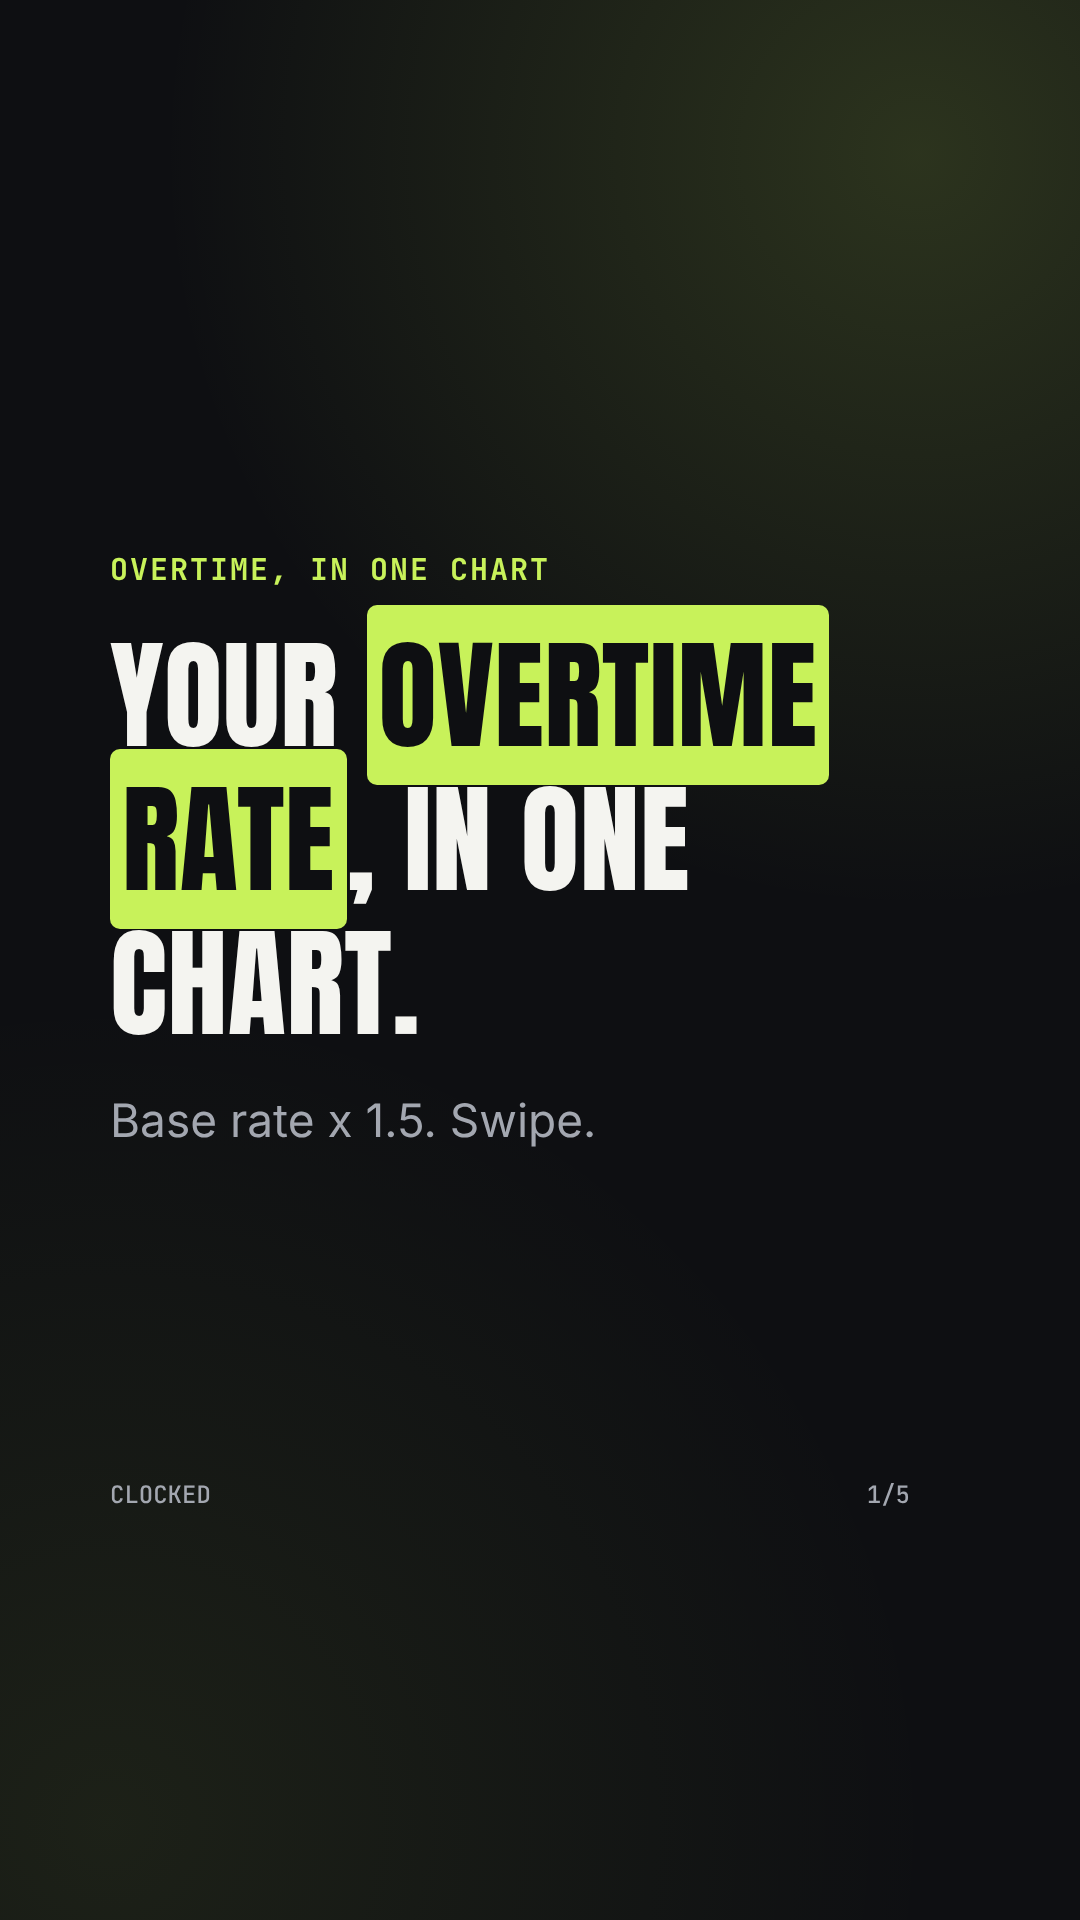 OVERTIME, IN ONE CHART
YOUR OVERTIME
RATE, IN ONE
CHART.
Base rate x 1.5. Swipe.
CLOCKED
1/5